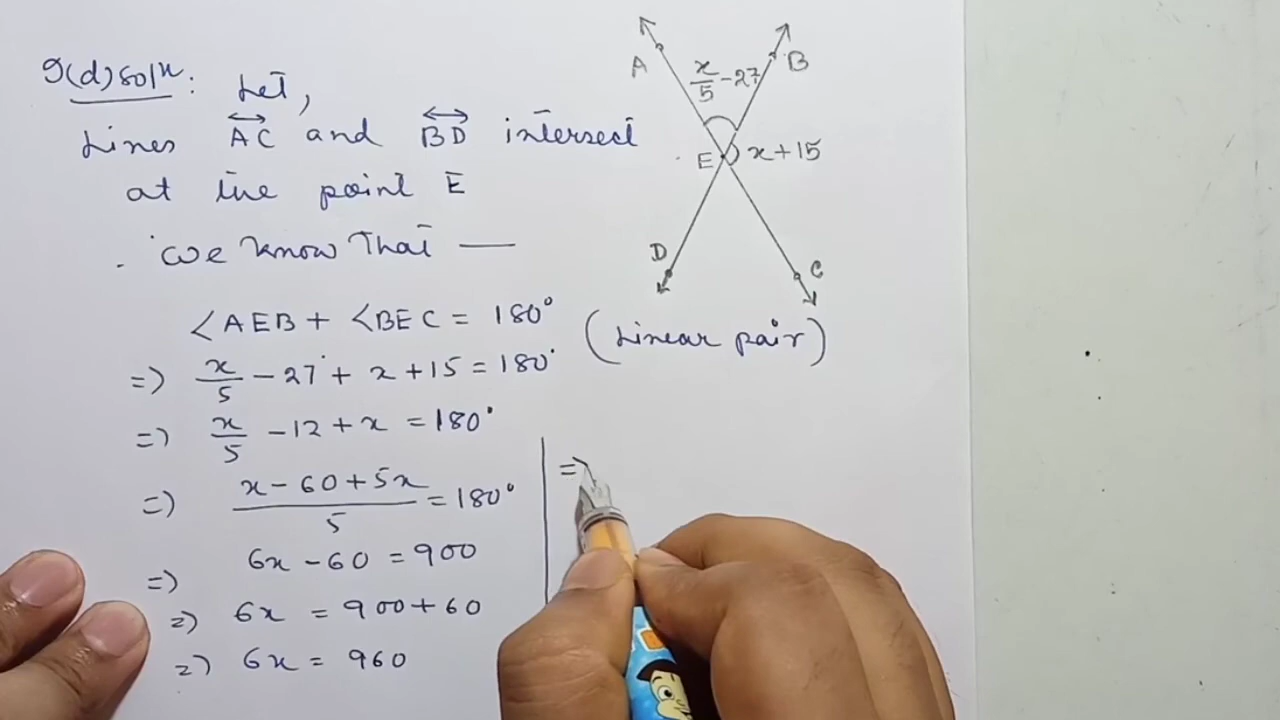 9(d) soln: Let,
Lines AC and BD intersect
at the point E
We know that —
∠AEB + ∠BEC = 180° (Linear pair)
=) x/5 - 27 + x + 15 = 180°
=) x/5 - 12 + x = 180°
=) (x - 60 + 5x)/5 = 180°
=) 6x - 60 = 900
=) 6x = 900 + 60
=) 6x = 960
=)
A
B
x/5 - 27
E
x + 15
D
C